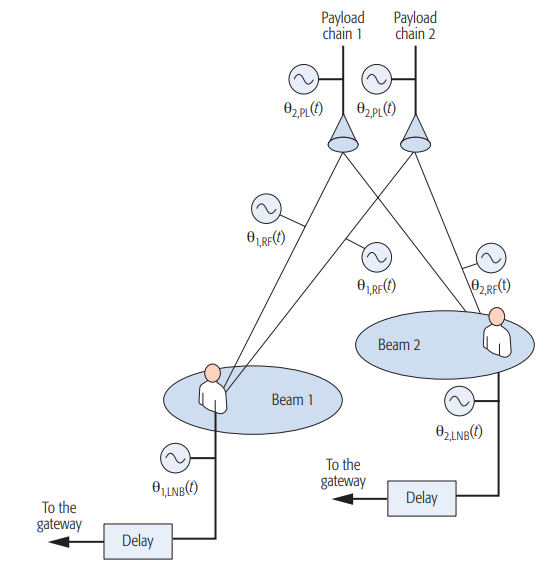 Payload
chain 1
Payload
chain 2
θ2,PL(t)
θ2,PL(t)
θ1,RF(t)
θ1,RF(t)
θ2,RF(t)
Beam 2
Beam 1
θ2,LNB(t)
θ1,LNB(t)
To the
gateway
Delay
To the
gateway
Delay